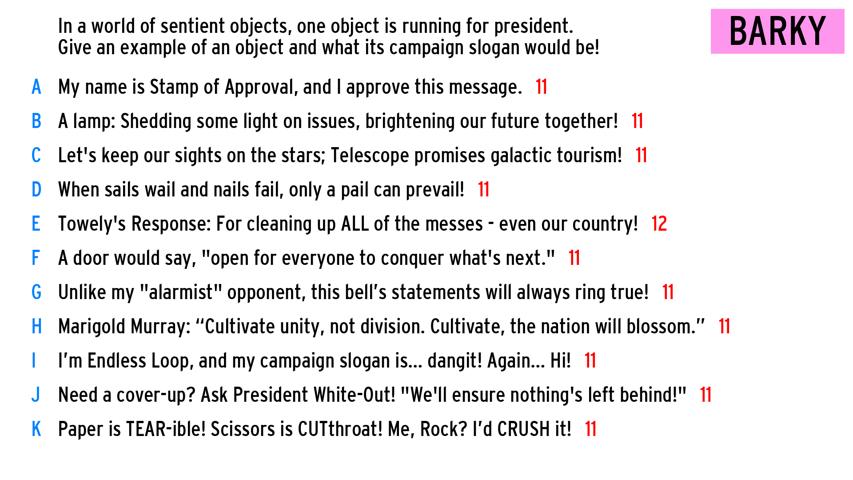 In a world of sentient objects, one object is running for president.
Give an example of an object and what its campaign slogan would be!
BARKY
A My name is Stamp of Approval, and I approve this message. 11
B A lamp: Shedding some light on issues, brightening our future together! 11
C Let's keep our sights on the stars; Telescope promises galactic tourism! 11
D When sails wail and nails fail, only a pail can prevail! 11
E Towely's Response: For cleaning up ALL of the messes - even our country! 12
F A door would say, "open for everyone to conquer what's next." 11
G Unlike my "alarmist" opponent, this bell’s statements will always ring true! 11
H Marigold Murray: “Cultivate unity, not division. Cultivate, the nation will blossom.” 11
I I’m Endless Loop, and my campaign slogan is... dangit! Again... Hi! 11
J Need a cover-up? Ask President White-Out! "We'll ensure nothing's left behind!" 11
K Paper is TEAR-ible! Scissors is CUTthroat! Me, Rock? I’d CRUSH it! 11